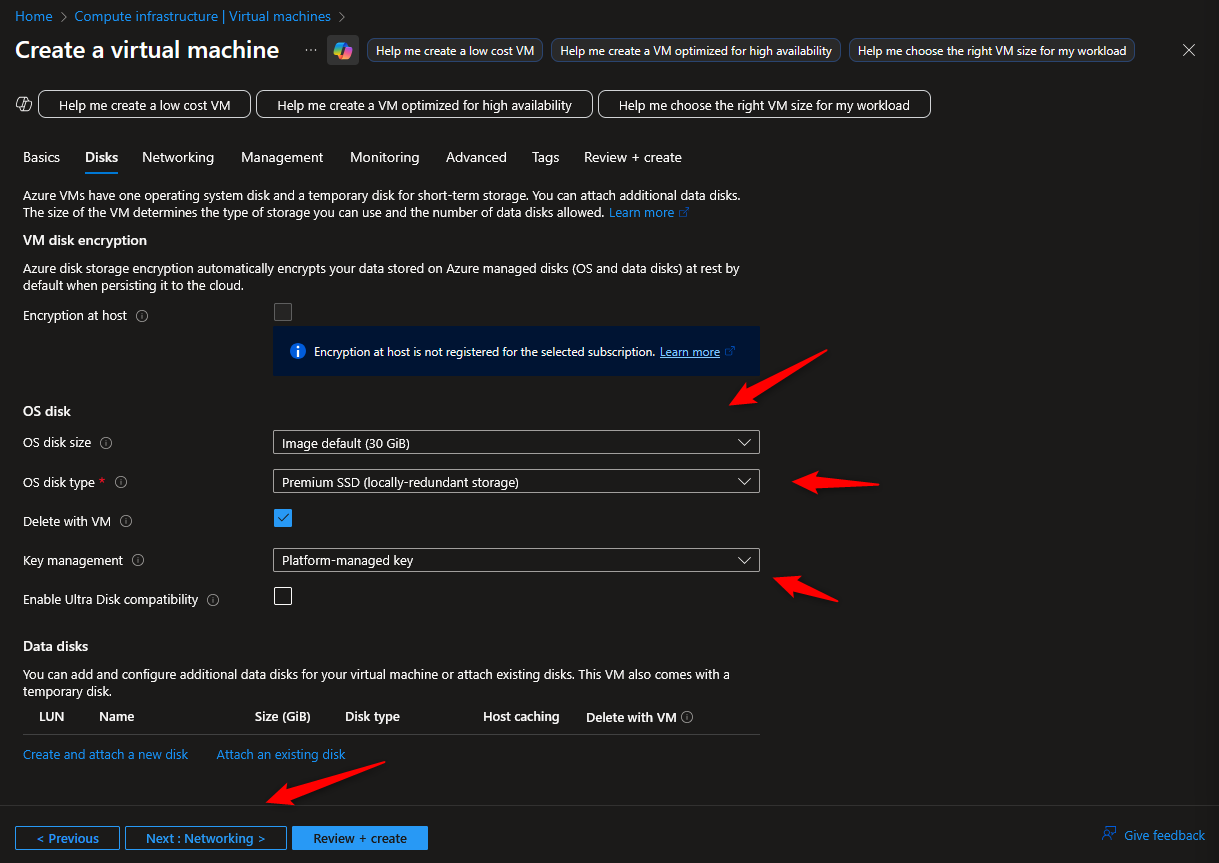 Home > Compute infrastructure | Virtual machines >
Create a virtual machine ... Help me create a low cost VM Help me create a VM optimized for high availability Help me choose the right VM size for my workload
Help me create a low cost VM Help me create a VM optimized for high availability Help me choose the right VM size for my workload
Basics Disks Networking Management Monitoring Advanced Tags Review + create
Azure VMs have one operating system disk and a temporary disk for short-term storage. You can attach additional data disks.
The size of the VM determines the type of storage you can use and the number of data disks allowed. Learn more
VM disk encryption
Azure disk storage encryption automatically encrypts your data stored on Azure managed disks (OS and data disks) at rest by
default when persisting it to the cloud.
Encryption at host
Encryption at host is not registered for the selected subscription. Learn more
OS disk
OS disk size Image default (30 GiB)
OS disk type * Premium SSD (locally-redundant storage)
Delete with VM
Key management Platform-managed key
Enable Ultra Disk compatibility
Data disks
You can add and configure additional data disks for your virtual machine or attach existing disks. This VM also comes with a
temporary disk.
LUN Name Size (GiB) Disk type Host caching Delete with VM
Create and attach a new disk Attach an existing disk
< Previous Next : Networking > Review + create Give feedback